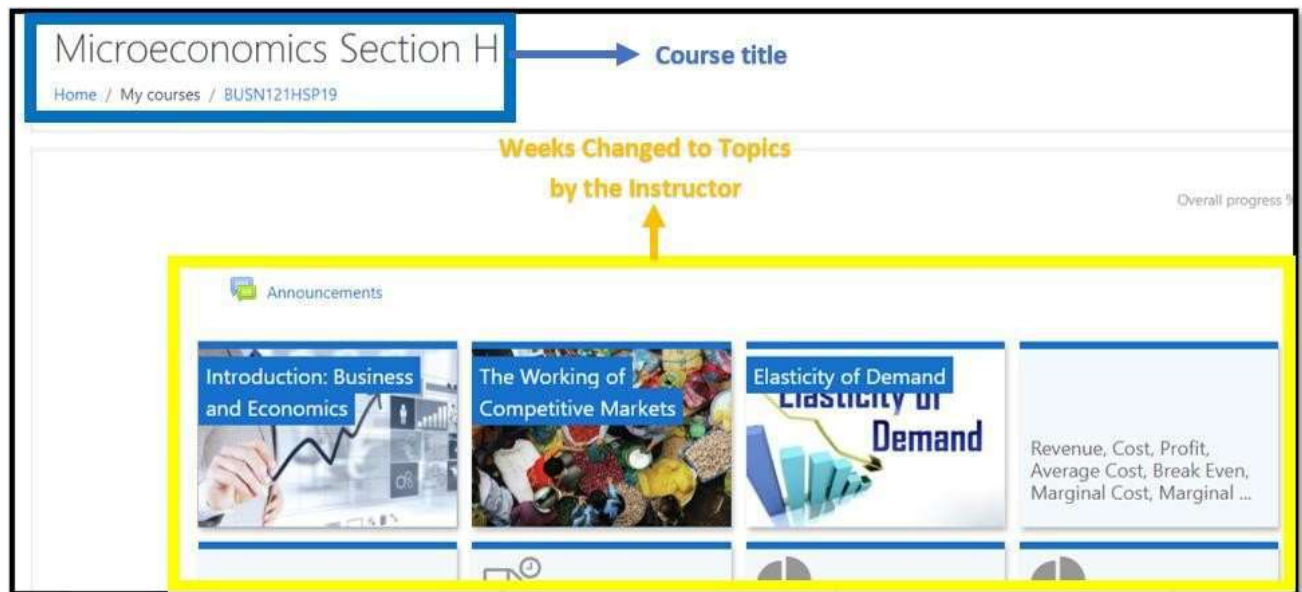 Microeconomics Section H
Course title
Home / My courses / BUSN121HSP19
Weeks Changed to Topics
by the Instructor
Overall progress %
Announcements
Introduction: Business
and Economics
The Working of
Competitive Markets
Elasticity of Demand
Elasticity of
Demand
Revenue, Cost, Profit,
Average Cost, Break Even,
Marginal Cost, Marginal ...